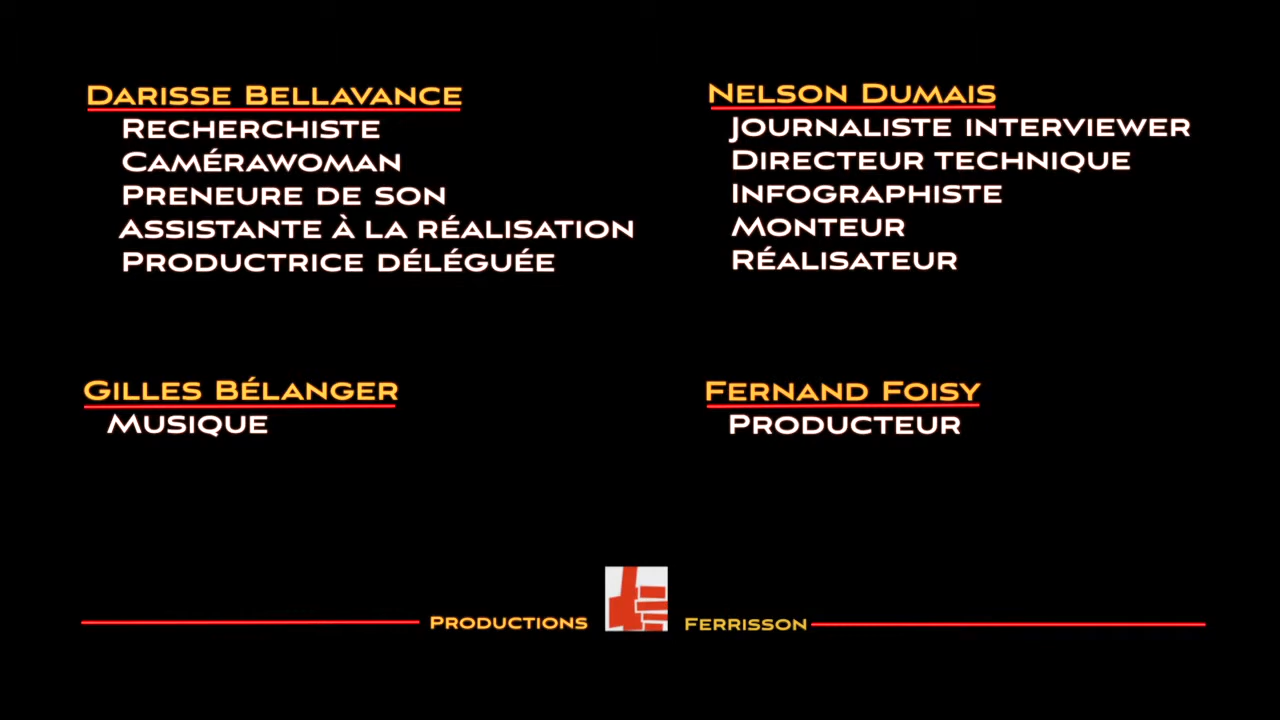 Darisse Bellavance
Recherchiste
Camérawoman
Preneure de son
Assistante à la réalisation
Productrice déléguée
Nelson Dumais
Journaliste interviewer
Directeur technique
Infographiste
Monteur
Réalisateur
Gilles Bélanger
Musique
Fernand Foisy
Producteur
Productions Ferrisson